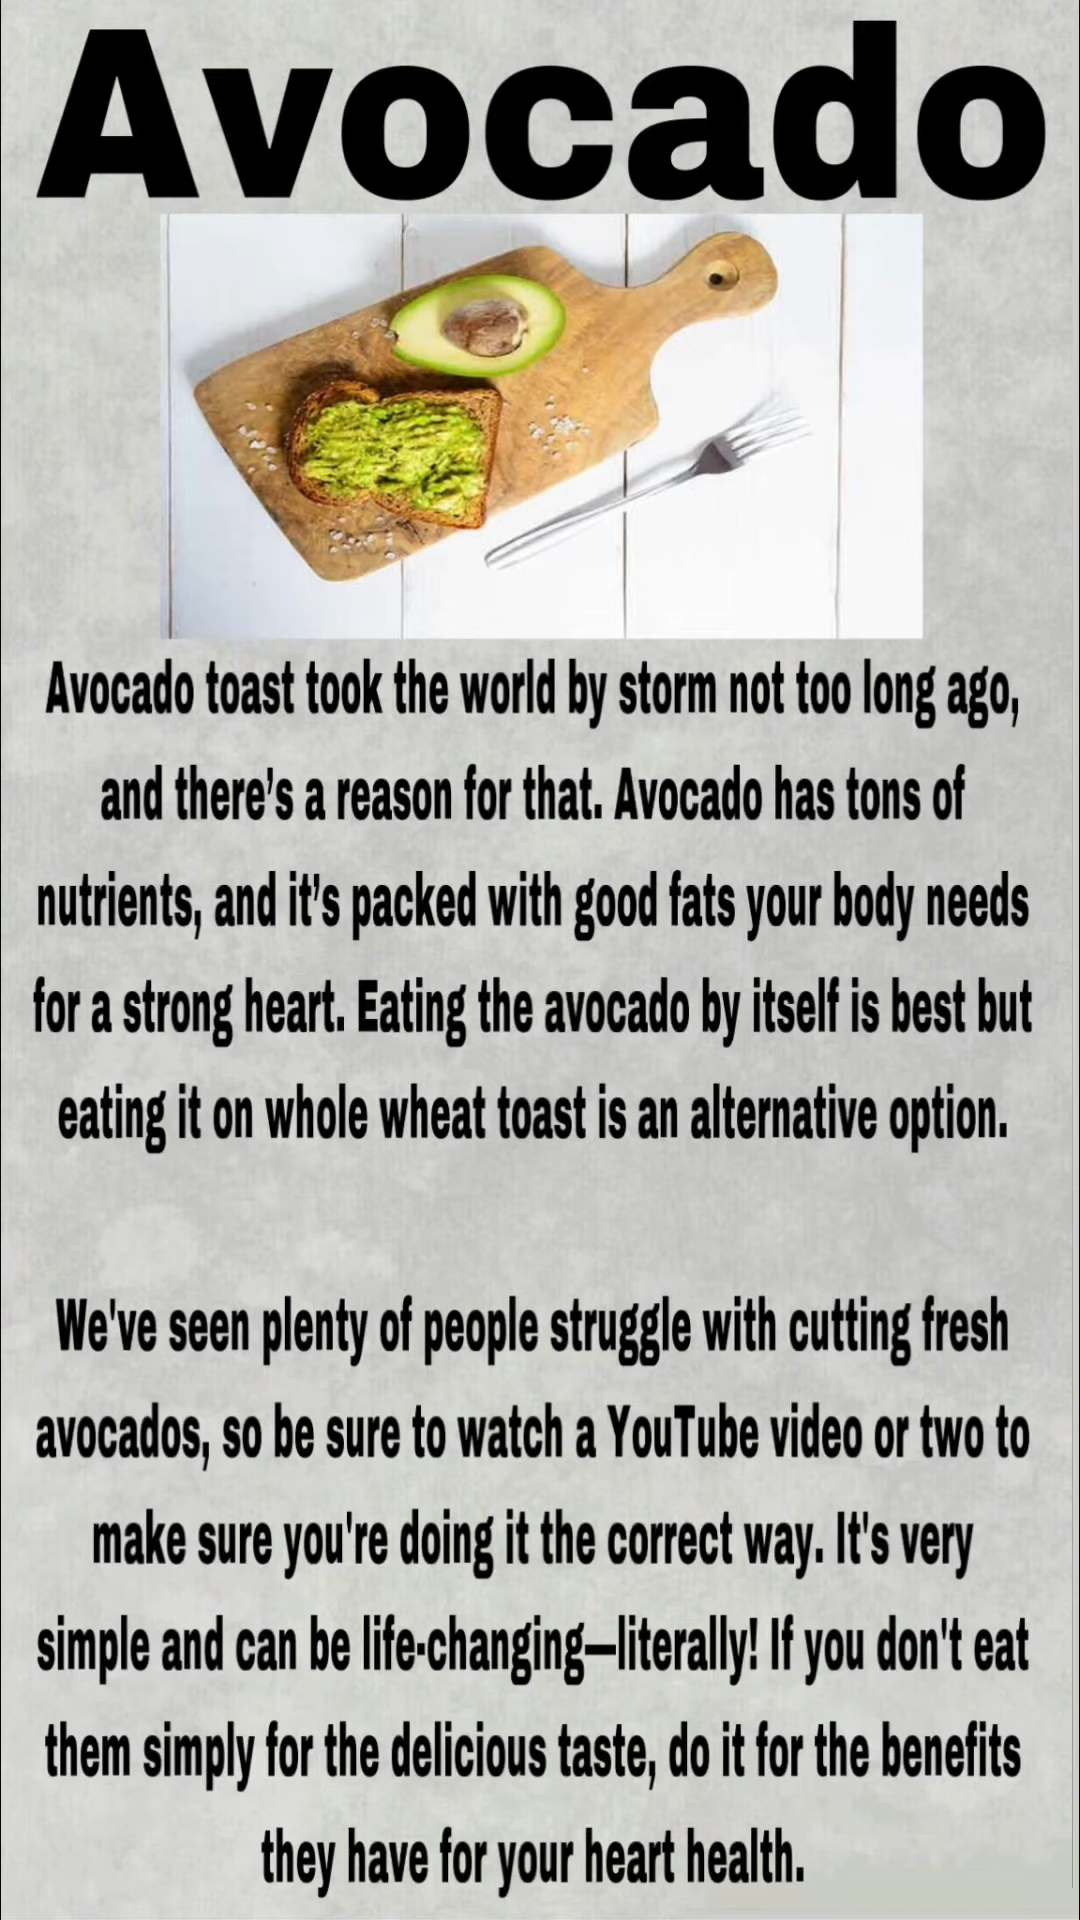 Avocado
Avocado toast took the world by storm not too long ago,
and there’s a reason for that. Avocado has tons of
nutrients, and it’s packed with good fats your body needs
for a strong heart. Eating the avocado by itself is best but
eating it on whole wheat toast is an alternative option.
We've seen plenty of people struggle with cutting fresh
avocados, so be sure to watch a YouTube video or two to
make sure you're doing it the correct way. It's very
simple and can be life-changing—literally! If you don't eat
them simply for the delicious taste, do it for the benefits
they have for your heart health.